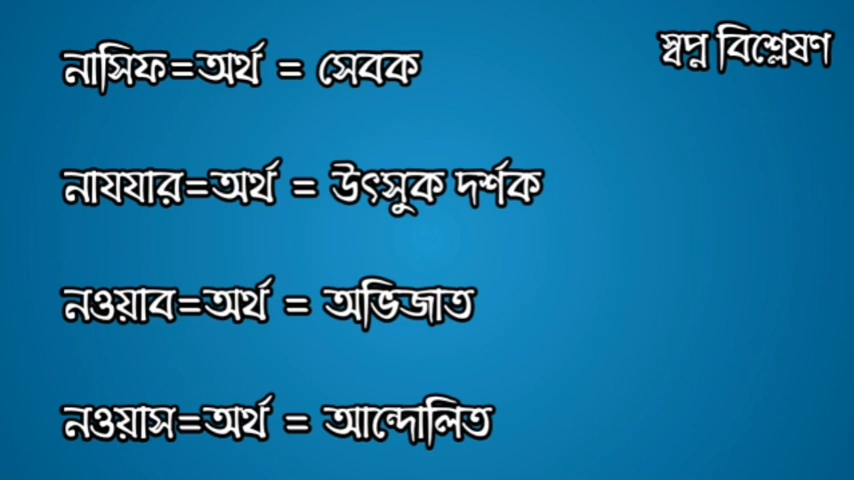 স্বপ্ন বিশ্লেষণ
নাসিফ=অর্থ = সেবক
নাযযার=অর্থ = উৎসুক দর্শক
নওয়াব=অর্থ = অভিজাত
নওয়াস=অর্থ = আন্দোলিত